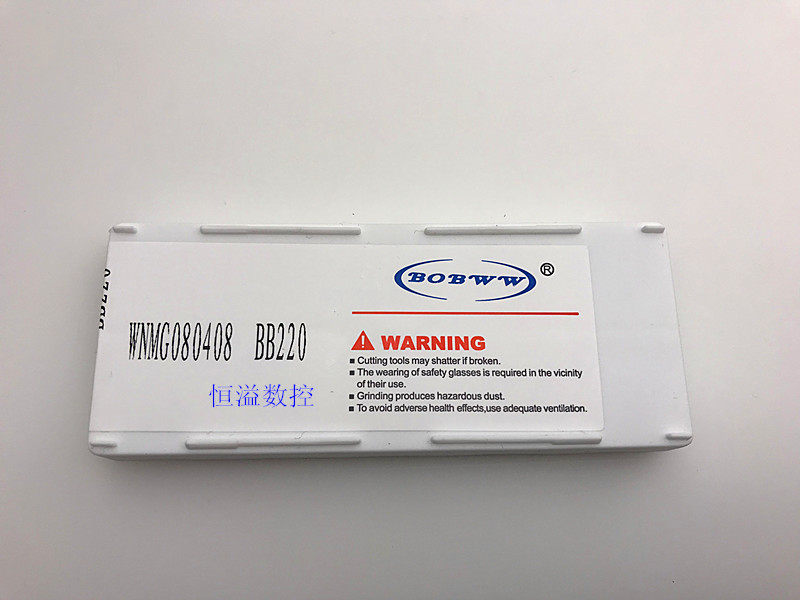 BOBWW®
WNMG080408 BB220
恒溢数控
WARNING
■ Cutting tools may shatter if broken.
■ The wearing of safety glasses is required in the vicinity
of their use.
■ Grinding produces hazardous dust.
■ To avoid adverse health effects,use adequate ventilation.
BB220